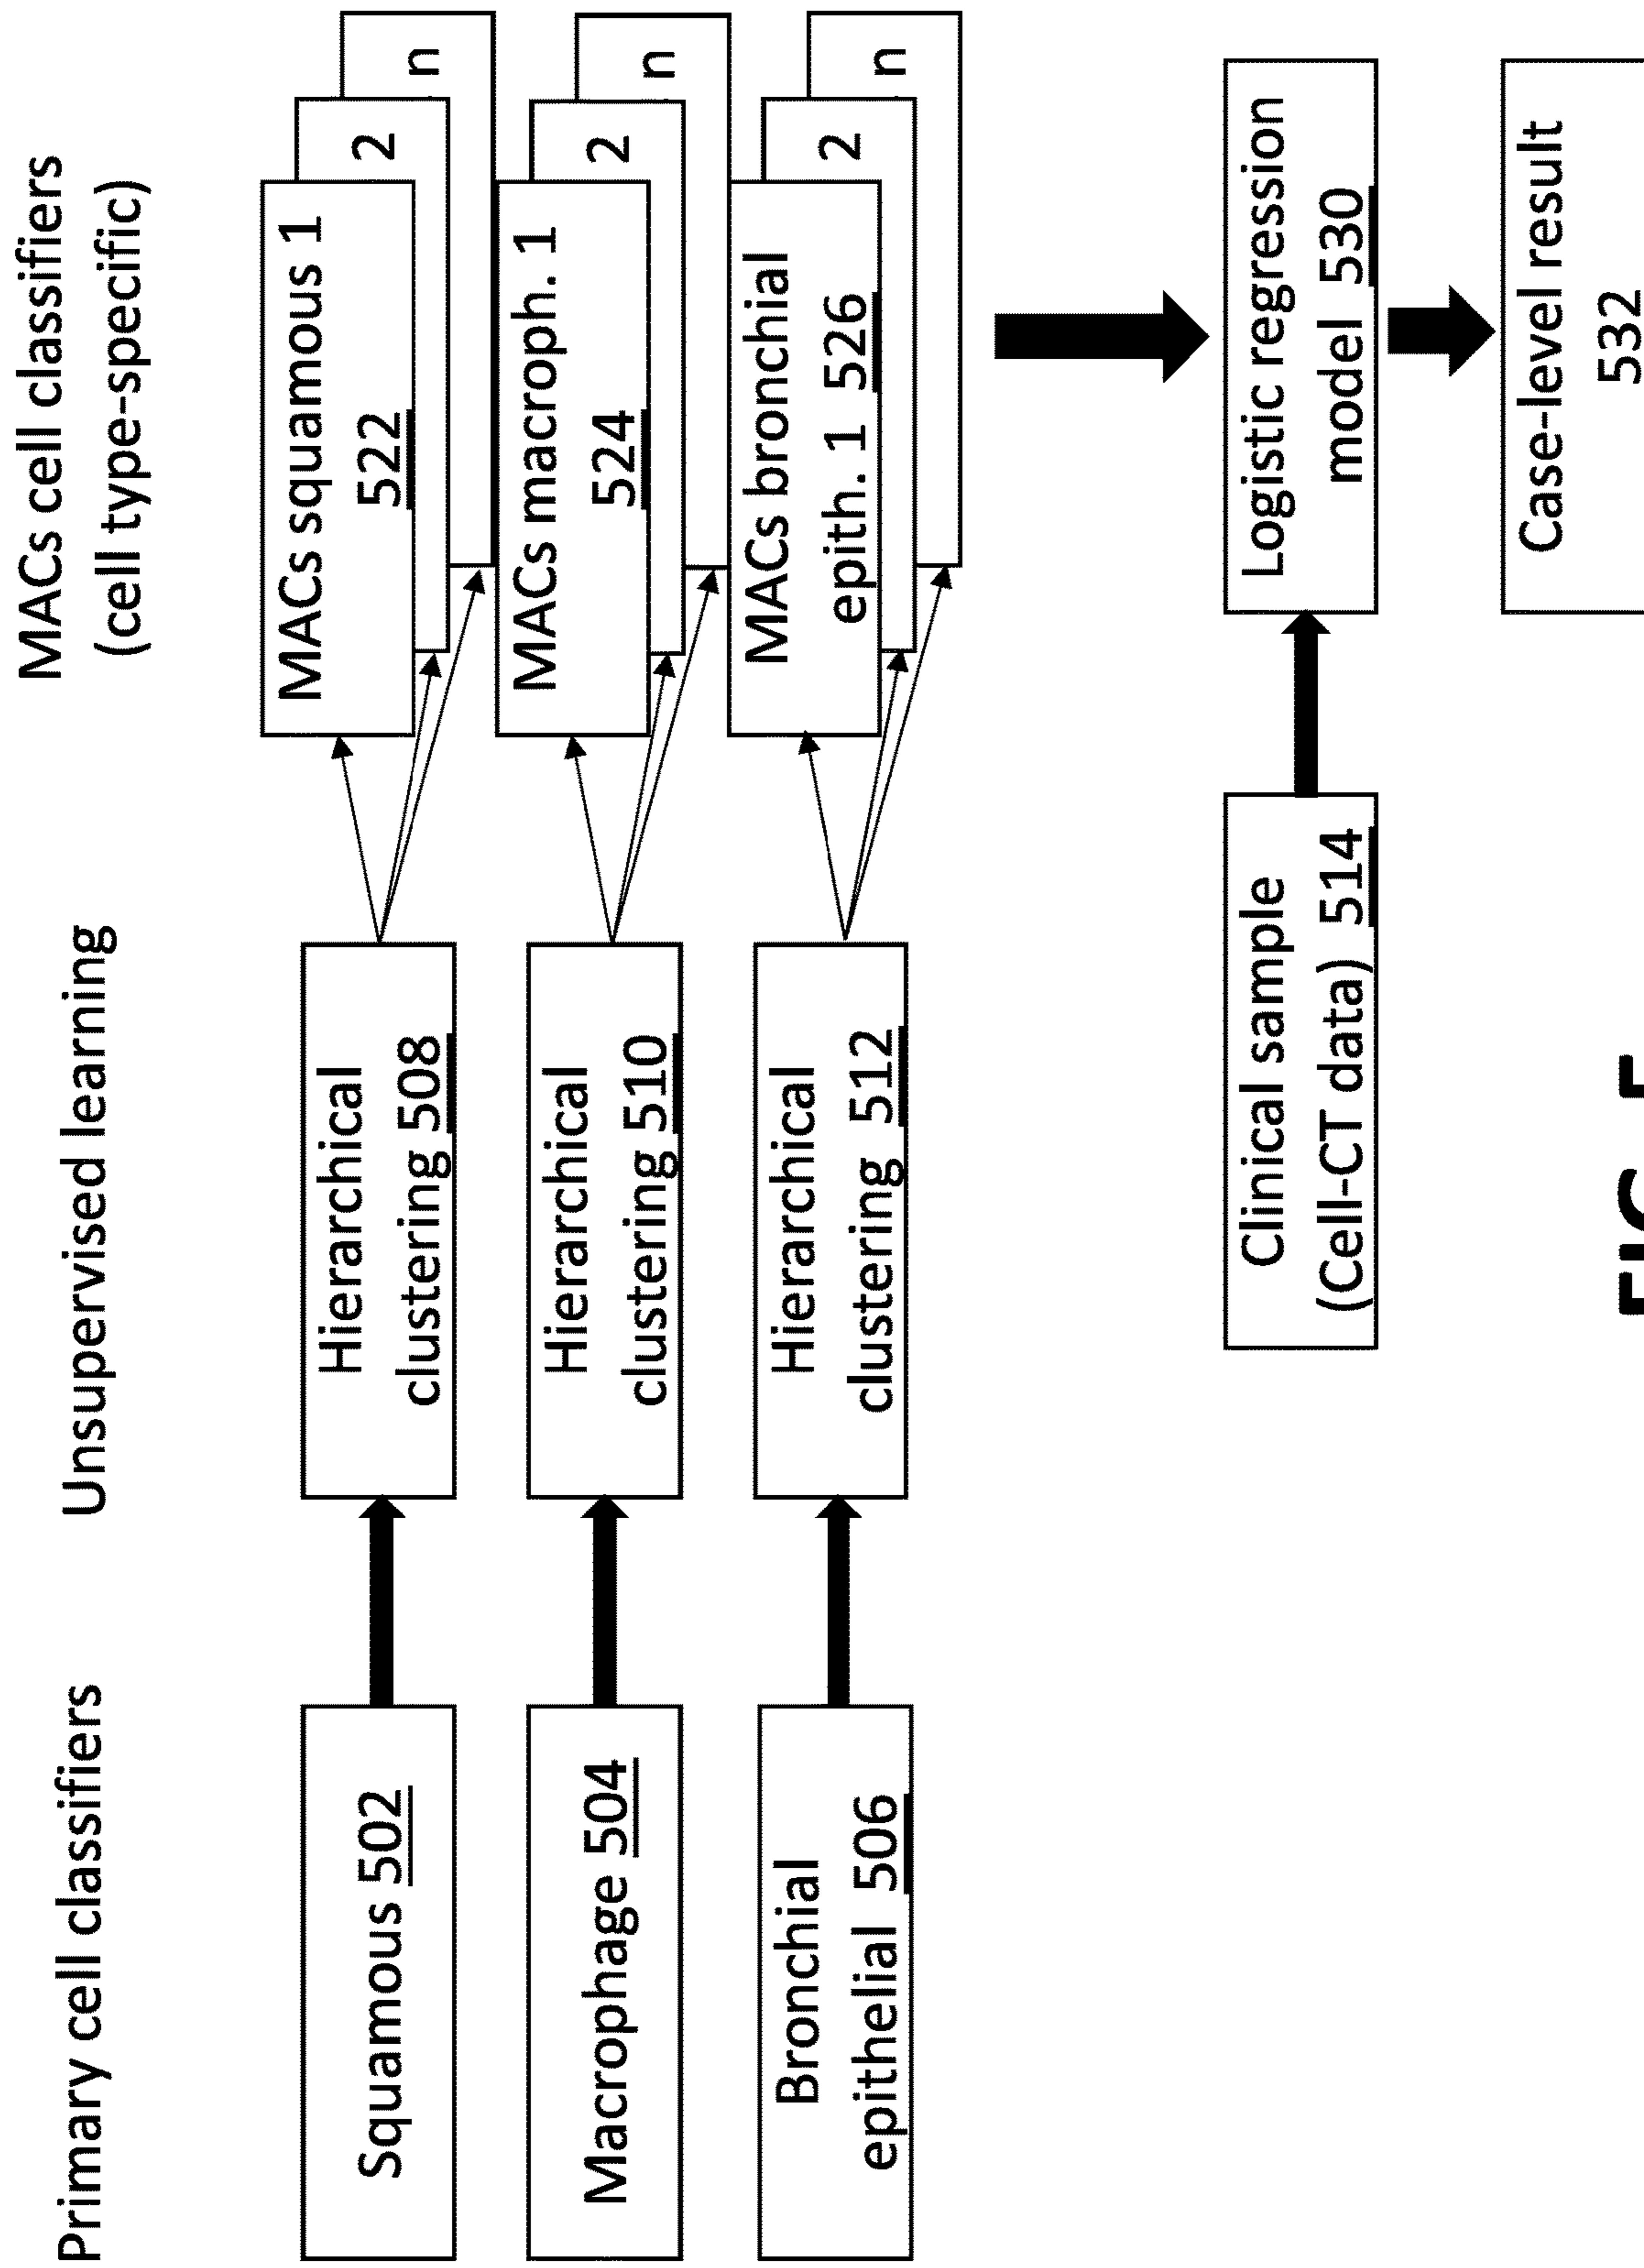 Primary cell classifiers
Unsupervised learning
MACs cell classifiers
(cell type-specific)
Squamous 502
Hierarchical
clustering 508
MACs squamous 1
522
2
n
Macrophage 504
Hierarchical
clustering 510
MACs macroph. 1
524
2
n
Bronchial
epithelial 506
Hierarchical
clustering 512
MACs bronchial
epith. 1 526
2
n
Clinical sample
(Cell-CT data) 514
Logistic regression
model 530
Case-level result
532